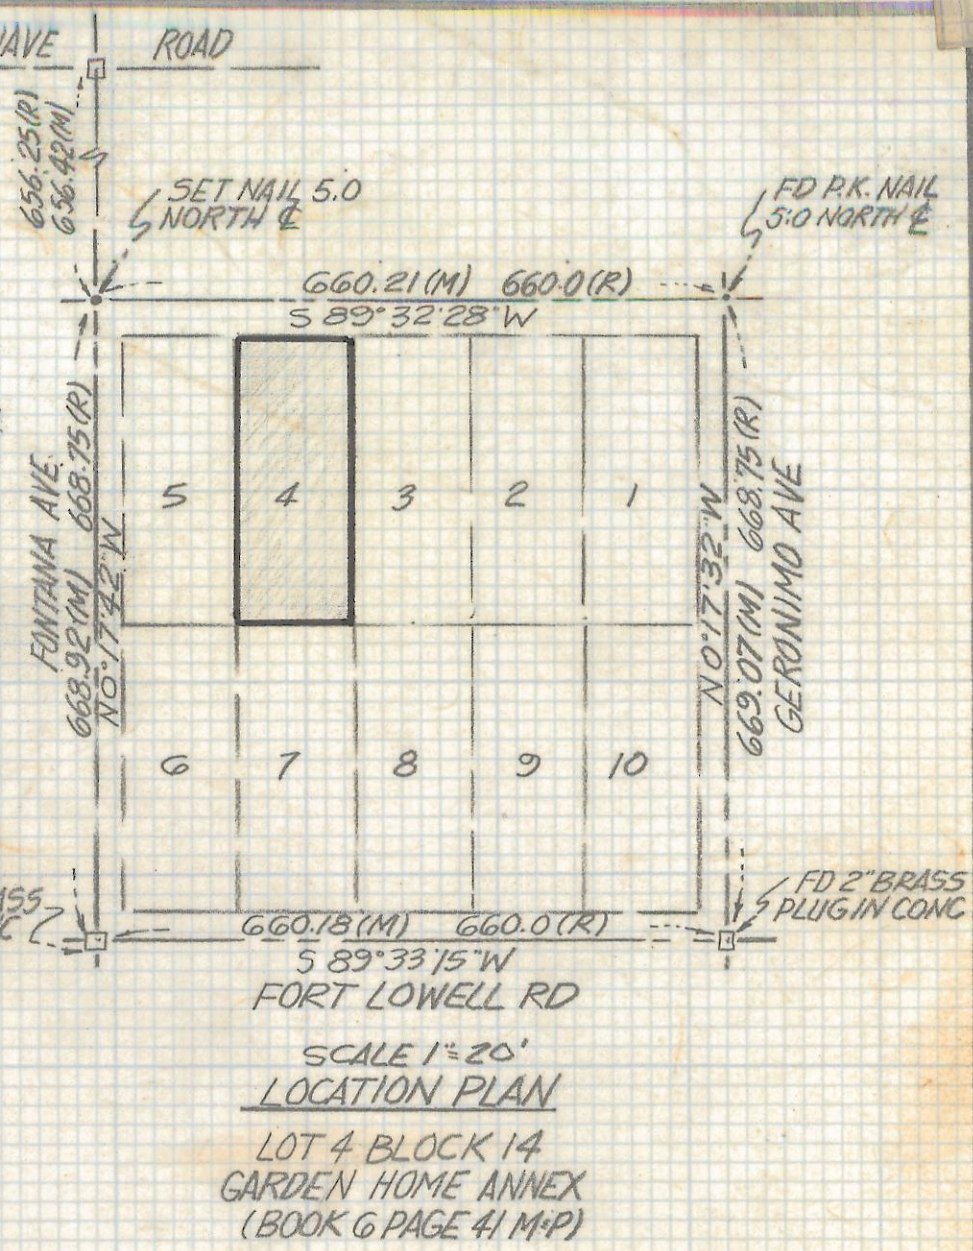 ROAD
656.25(R)
656.42(M)
SET NAIL 5.0
NORTH ℄
FD P.K. NAIL
5.0 NORTH ℄
660.21(M) 660.0(R)
S 89°32'28"W
FONTANA AVE.
668.92(M) 668.75(R)
N 0°17'42"W
5 4 3 2 1
N 0°17'32"W
669.07(M) 668.75(R)
GERONIMO AVE
6 7 8 9 10
FD 2" BRASS
PLUG IN CONC
660.18(M) 660.0(R)
S 89°33'15"W
FORT LOWELL RD
SCALE 1"=20'
LOCATION PLAN
LOT 4 BLOCK 14
GARDEN HOME ANNEX
(BOOK 6 PAGE 41 M&P)